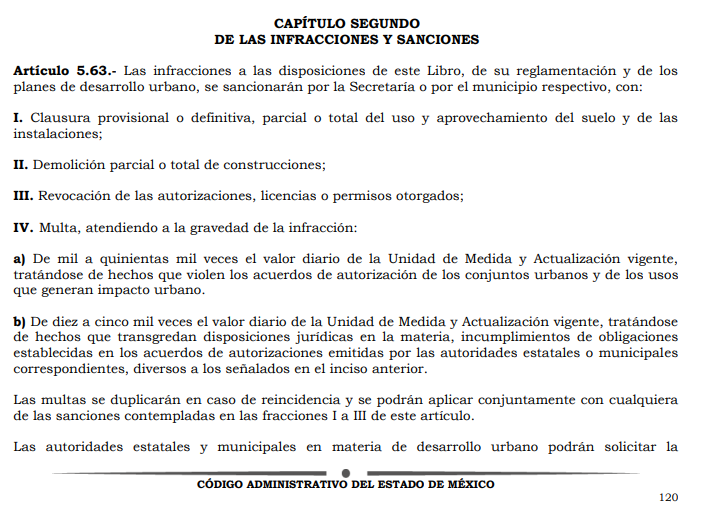 CAPÍTULO SEGUNDO
DE LAS INFRACCIONES Y SANCIONES
Artículo 5.63.- Las infracciones a las disposiciones de este Libro, de su reglamentación y de los
planes de desarrollo urbano, se sancionarán por la Secretaría o por el municipio respectivo, con:
I. Clausura provisional o definitiva, parcial o total del uso y aprovechamiento del suelo y de las
instalaciones;
II. Demolición parcial o total de construcciones;
III. Revocación de las autorizaciones, licencias o permisos otorgados;
IV. Multa, atendiendo a la gravedad de la infracción:
a) De mil a quinientas mil veces el valor diario de la Unidad de Medida y Actualización vigente,
tratándose de hechos que violen los acuerdos de autorización de los conjuntos urbanos y de los usos
que generan impacto urbano.
b) De diez a cinco mil veces el valor diario de la Unidad de Medida y Actualización vigente, tratándose
de hechos que transgredan disposiciones jurídicas en la materia, incumplimientos de obligaciones
establecidas en los acuerdos de autorizaciones emitidas por las autoridades estatales o municipales
correspondientes, diversos a los señalados en el inciso anterior.
Las multas se duplicarán en caso de reincidencia y se podrán aplicar conjuntamente con cualquiera
de las sanciones contempladas en las fracciones I a III de este artículo.
Las autoridades estatales y municipales en materia de desarrollo urbano podrán solicitar la
CÓDIGO ADMINISTRATIVO DEL ESTADO DE MÉXICO
120